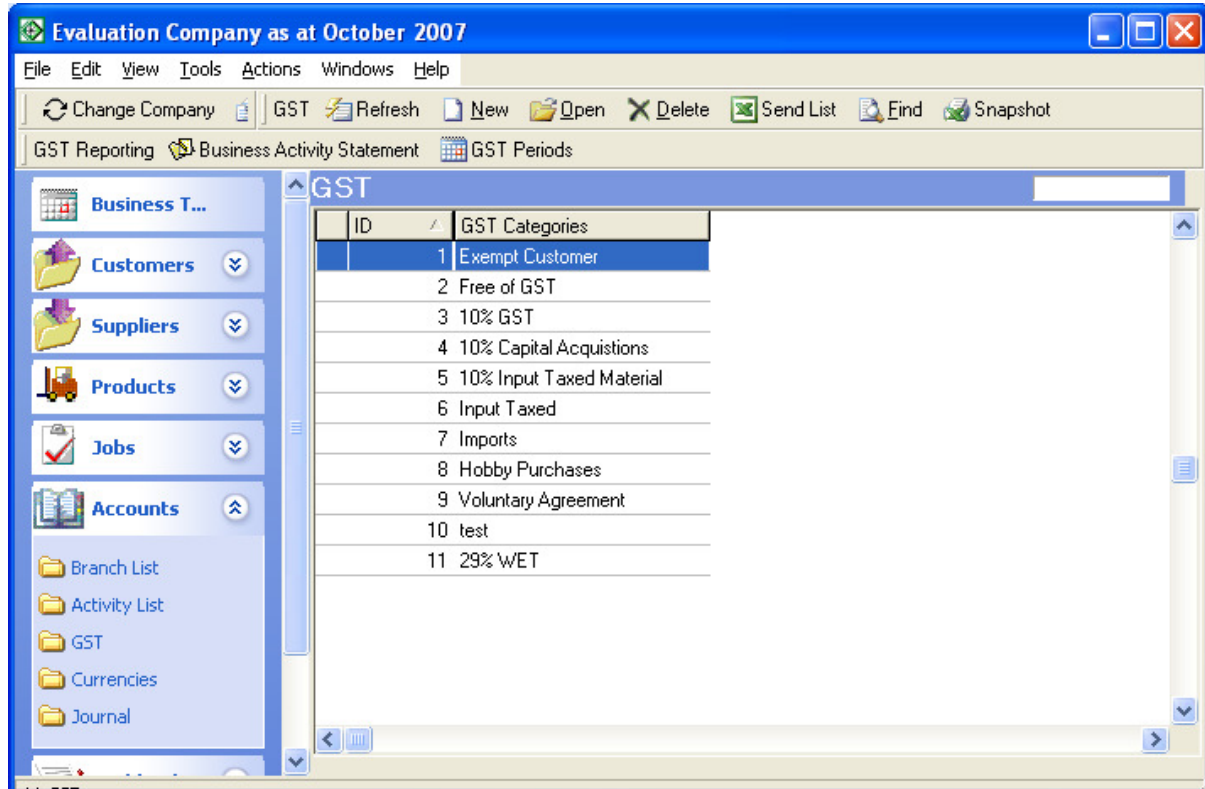 Evaluation Company as at October 2007
File Edit View Tools Actions Windows Help
Change Company GST Refresh New Open Delete Send List Find Snapshot
GST Reporting Business Activity Statement GST Periods
Business T...
Customers
Suppliers
Products
Jobs
Accounts
Branch List
Activity List
GST
Currencies
Journal
GST
ID GST Categories
1 Exempt Customer
2 Free of GST
3 10% GST
4 10% Capital Acquistions
5 10% Input Taxed Material
6 Input Taxed
7 Imports
8 Hobby Purchases
9 Voluntary Agreement
10 test
11 29% WET